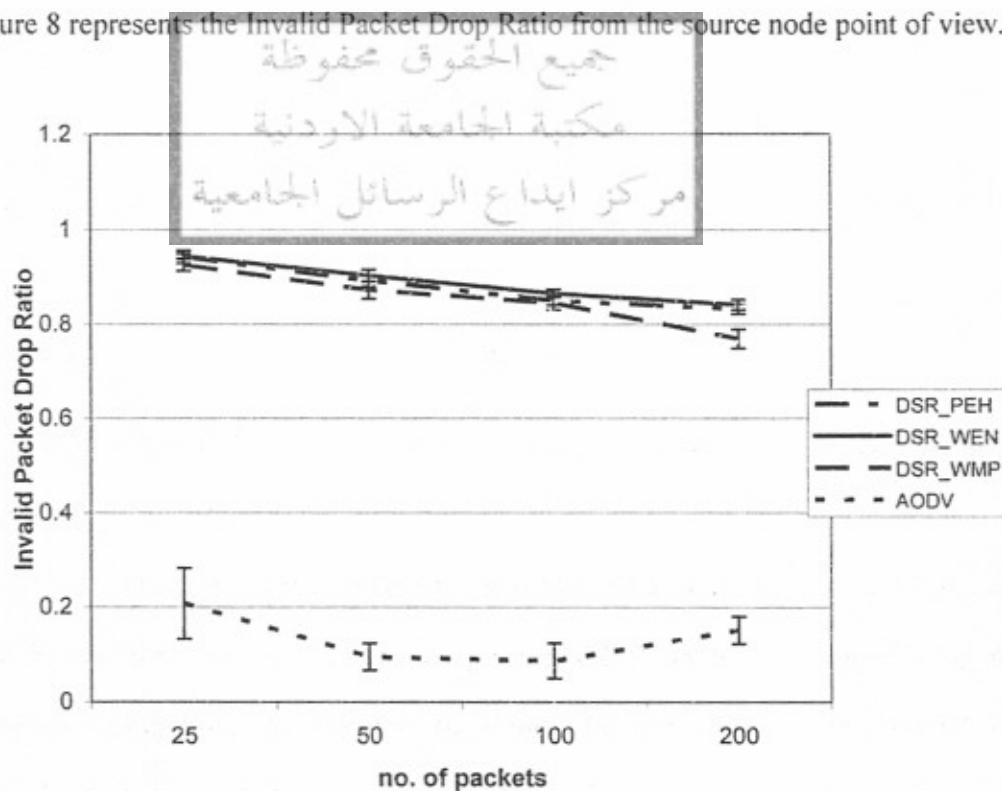 ure 8 represents the Invalid Packet Drop Ratio from the source node point of view.
جميع الحقوق محفوظة
مكتبة الجامعة الاردنية
مركز ايداع الرسائل الجامعية
1.2
1
0.8
0.6
0.4
0.2
0
Invalid Packet Drop Ratio
25 50 100 200
no. of packets
DSR_PEH
DSR_WEN
DSR_WMP
AODV